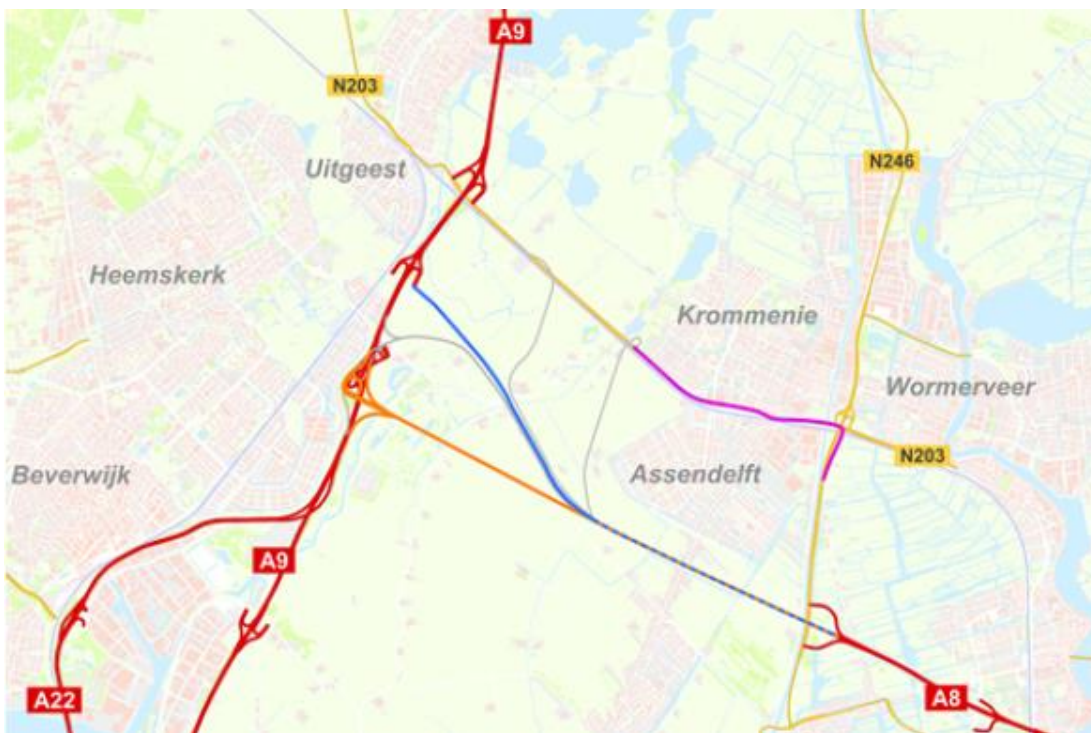 A9
N203
Uitgeest
N246
Heemskerk
Krommenie
Wormerveer
Beverwijk
Assendelft
N203
A9
A22
A8